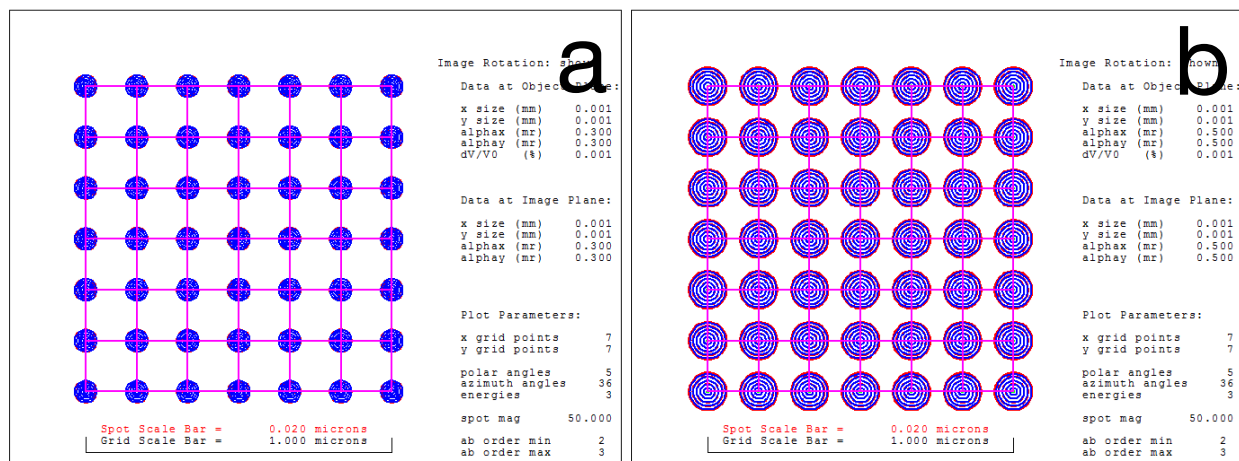 a
Image Rotation:
Data at Object Plane:
x size (mm) 0.001
y size (mm) 0.001
alphax (mr) 0.300
alphay (mr) 0.300
dV/V0 (%) 0.001
Data at Image Plane:
x size (mm) 0.001
y size (mm) 0.001
alphax (mr) 0.300
alphay (mr) 0.300
Plot Parameters:
x grid points 7
y grid points 7
polar angles 5
azimuth angles 36
energies 3
spot mag 50.000
ab order min 2
ab order max 3
Spot Scale Bar = 0.020 microns
Grid Scale Bar = 1.000 microns
b
Image Rotation: shown
Data at Object Plane:
x size (mm) 0.001
y size (mm) 0.001
alphax (mr) 0.500
alphay (mr) 0.500
dV/V0 (%) 0.001
Data at Image Plane:
x size (mm) 0.001
y size (mm) 0.001
alphax (mr) 0.500
alphay (mr) 0.500
Plot Parameters:
x grid points 7
y grid points 7
polar angles 5
azimuth angles 36
energies 3
spot mag 50.000
ab order min 2
ab order max 3
Spot Scale Bar = 0.020 microns
Grid Scale Bar = 1.000 microns